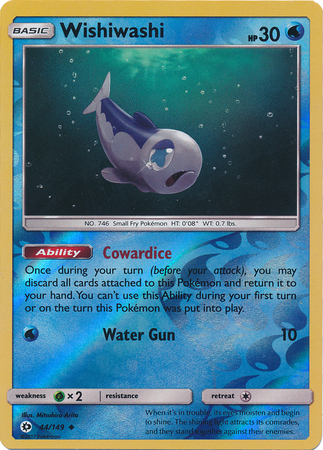 BASIC Wishiwashi HP 30
NO. 746 Small Fry Pokémon HT: 0'08" WT: 0.7 lbs.
Ability Cowardice
Once during your turn (before your attack), you may
discard all cards attached to this Pokémon and return it
to your hand. You can't use this Ability during your first turn
or on the turn this Pokémon was put into play.
Water Gun 10
weakness ×2 resistance retreat
Illus. Mitsuhiro Arita
44/149
When it's in trouble, its eyes moisten and begin
to shine. The shining light attracts its comrades,
and they stand together against their enemies.